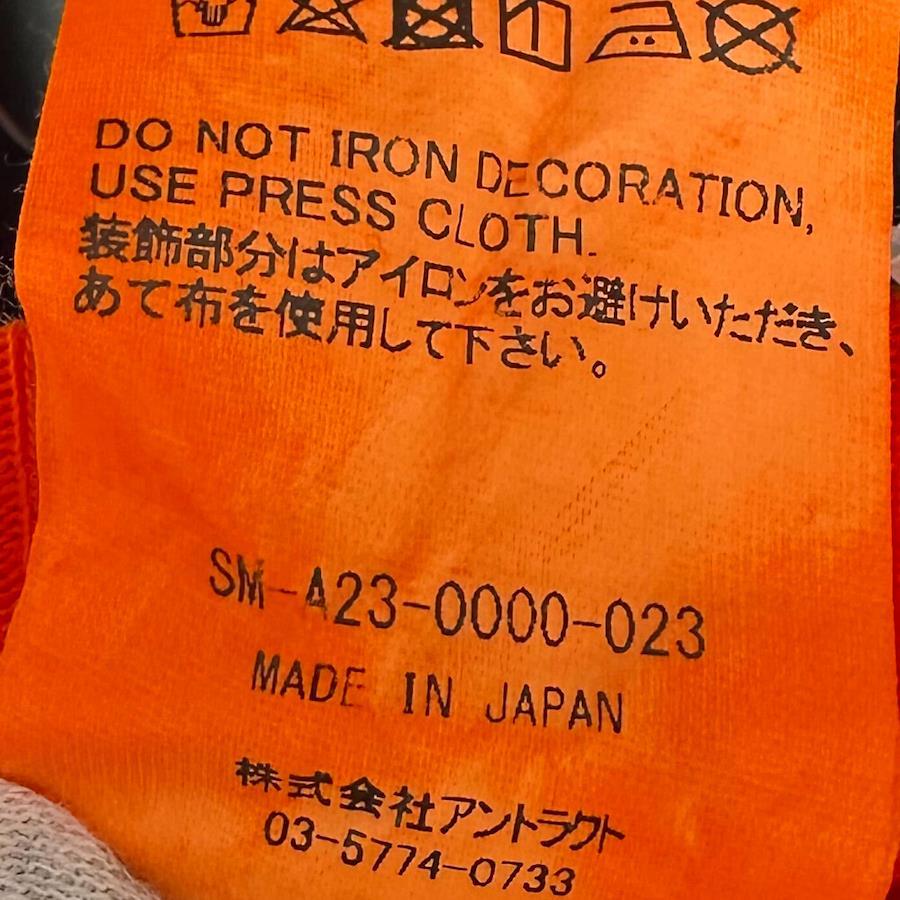 DO NOT IRON DECORATION,
USE PRESS CLOTH.
装飾部分はアイロンをお避けいただき、
あて布を使用して下さい。
SM-A23-0000-023
MADE IN JAPAN
株式会社アントラクト
03-5774-0733